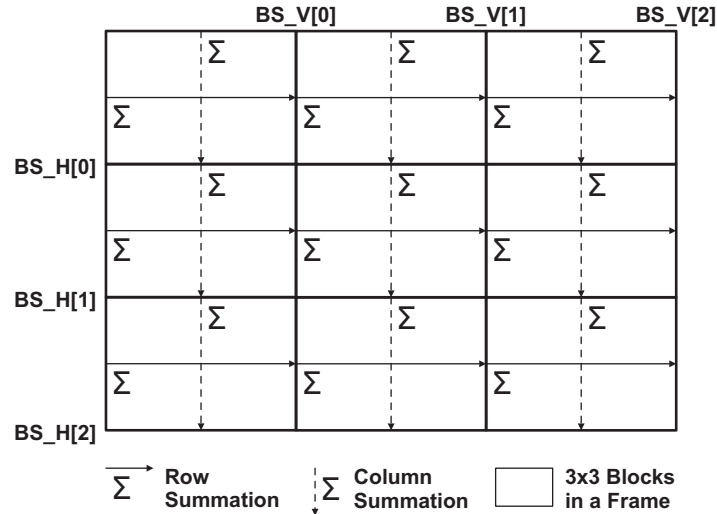 BS_V[0] BS_V[1] BS_V[2]
Σ Σ Σ
Σ Σ Σ
BS_H[0]
Σ Σ Σ
Σ Σ Σ
BS_H[1]
Σ Σ Σ
Σ Σ Σ
BS_H[2]
Σ Row Summation
Σ Column Summation
3x3 Blocks in a Frame